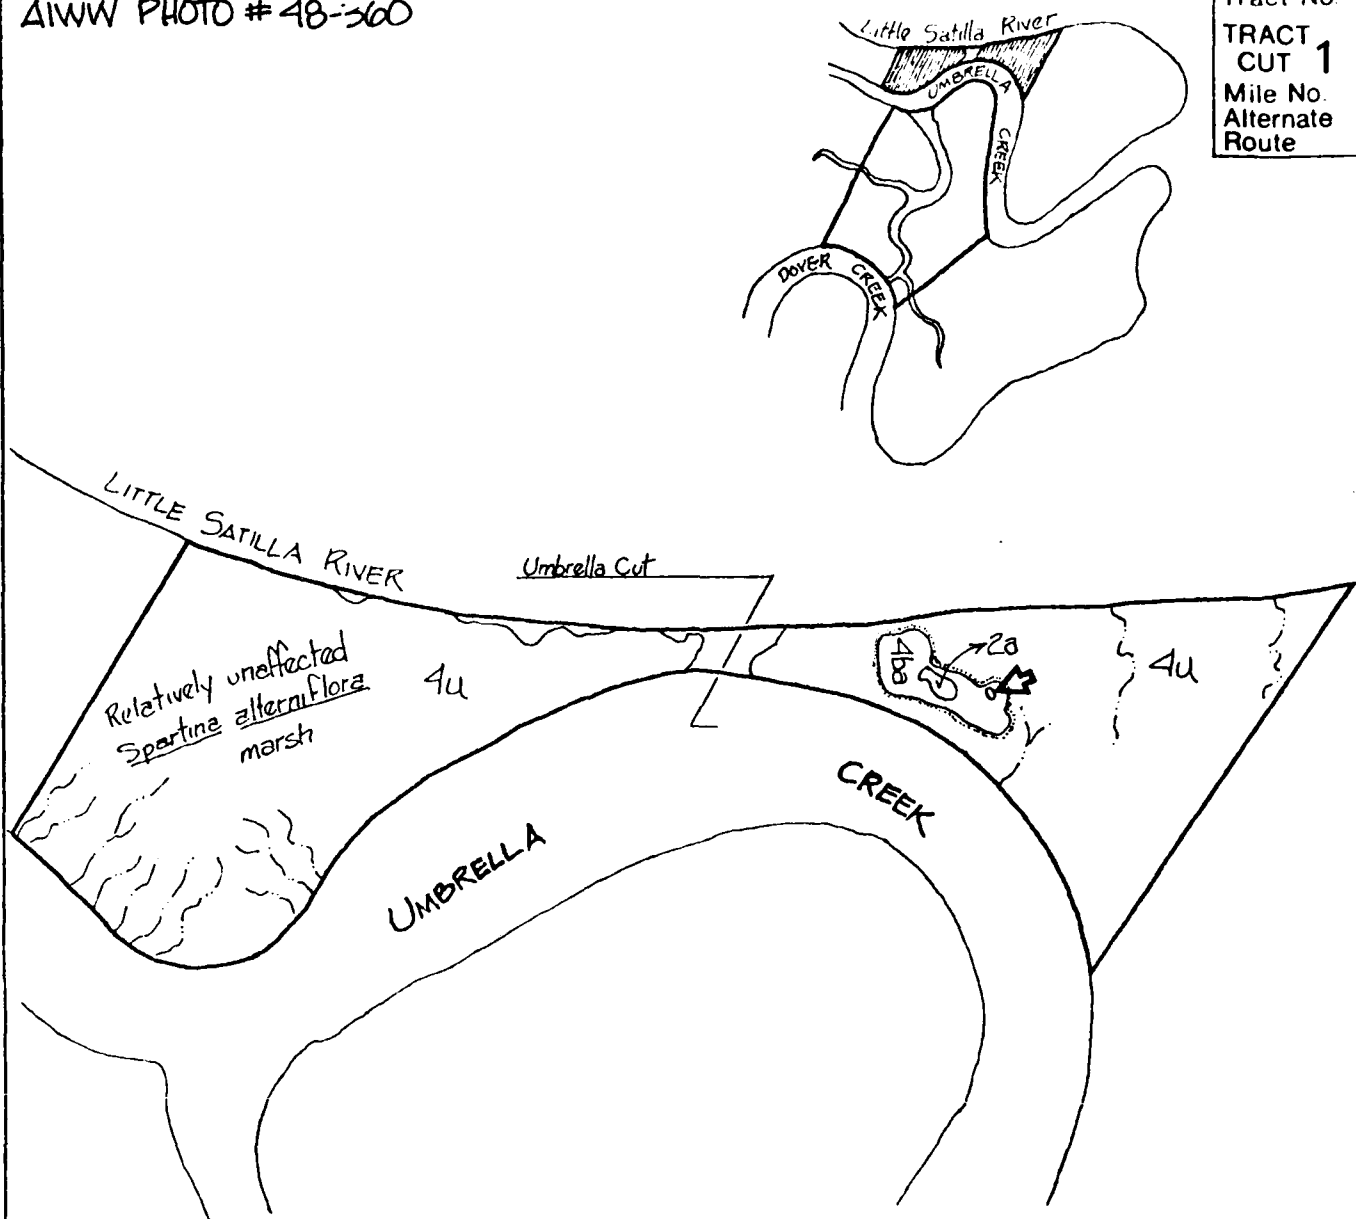 AIWW PHOTO # 48-360
Tract No.
TRACT
CUT 1
Mile No.
Alternate
Route
Little Satilla River
UMBRELLA
CREEK
DOVER CREEK
LITTLE SATILLA RIVER
Umbrella Cut
Relatively unaffected
Spartina alterniflora
marsh
4u
4ba
2a
4u
UMBRELLA
CREEK